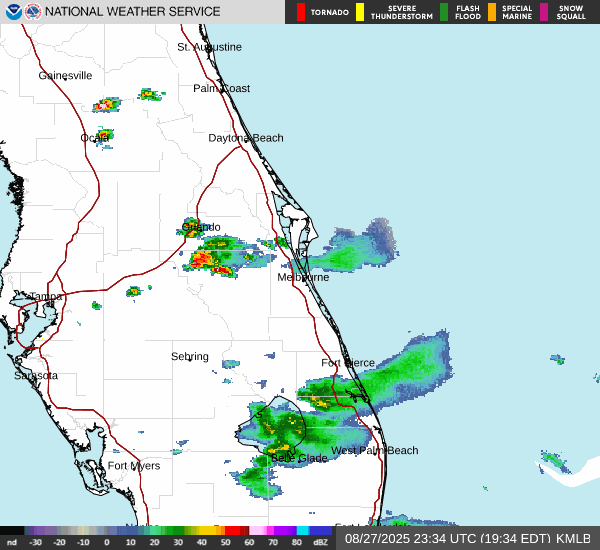 NATIONAL WEATHER SERVICE
TORNADO
SEVERE
THUNDERSTORM
FLASH
FLOOD
SPECIAL
MARINE
SNOW
SQUALL
St. Augustine
Gainesville
Palm Coast
Ocala
Daytona Beach
Orlando
Melbourne
Tampa
Sebring
Fort Pierce
Sarasota
West Palm Beach
Belle Glade
Fort Myers
nd -30 -20 -10 0 10 20 30 40 50 60 70 80 dBZ
08/27/2025 23:34 UTC (19:34 EDT) KMLB